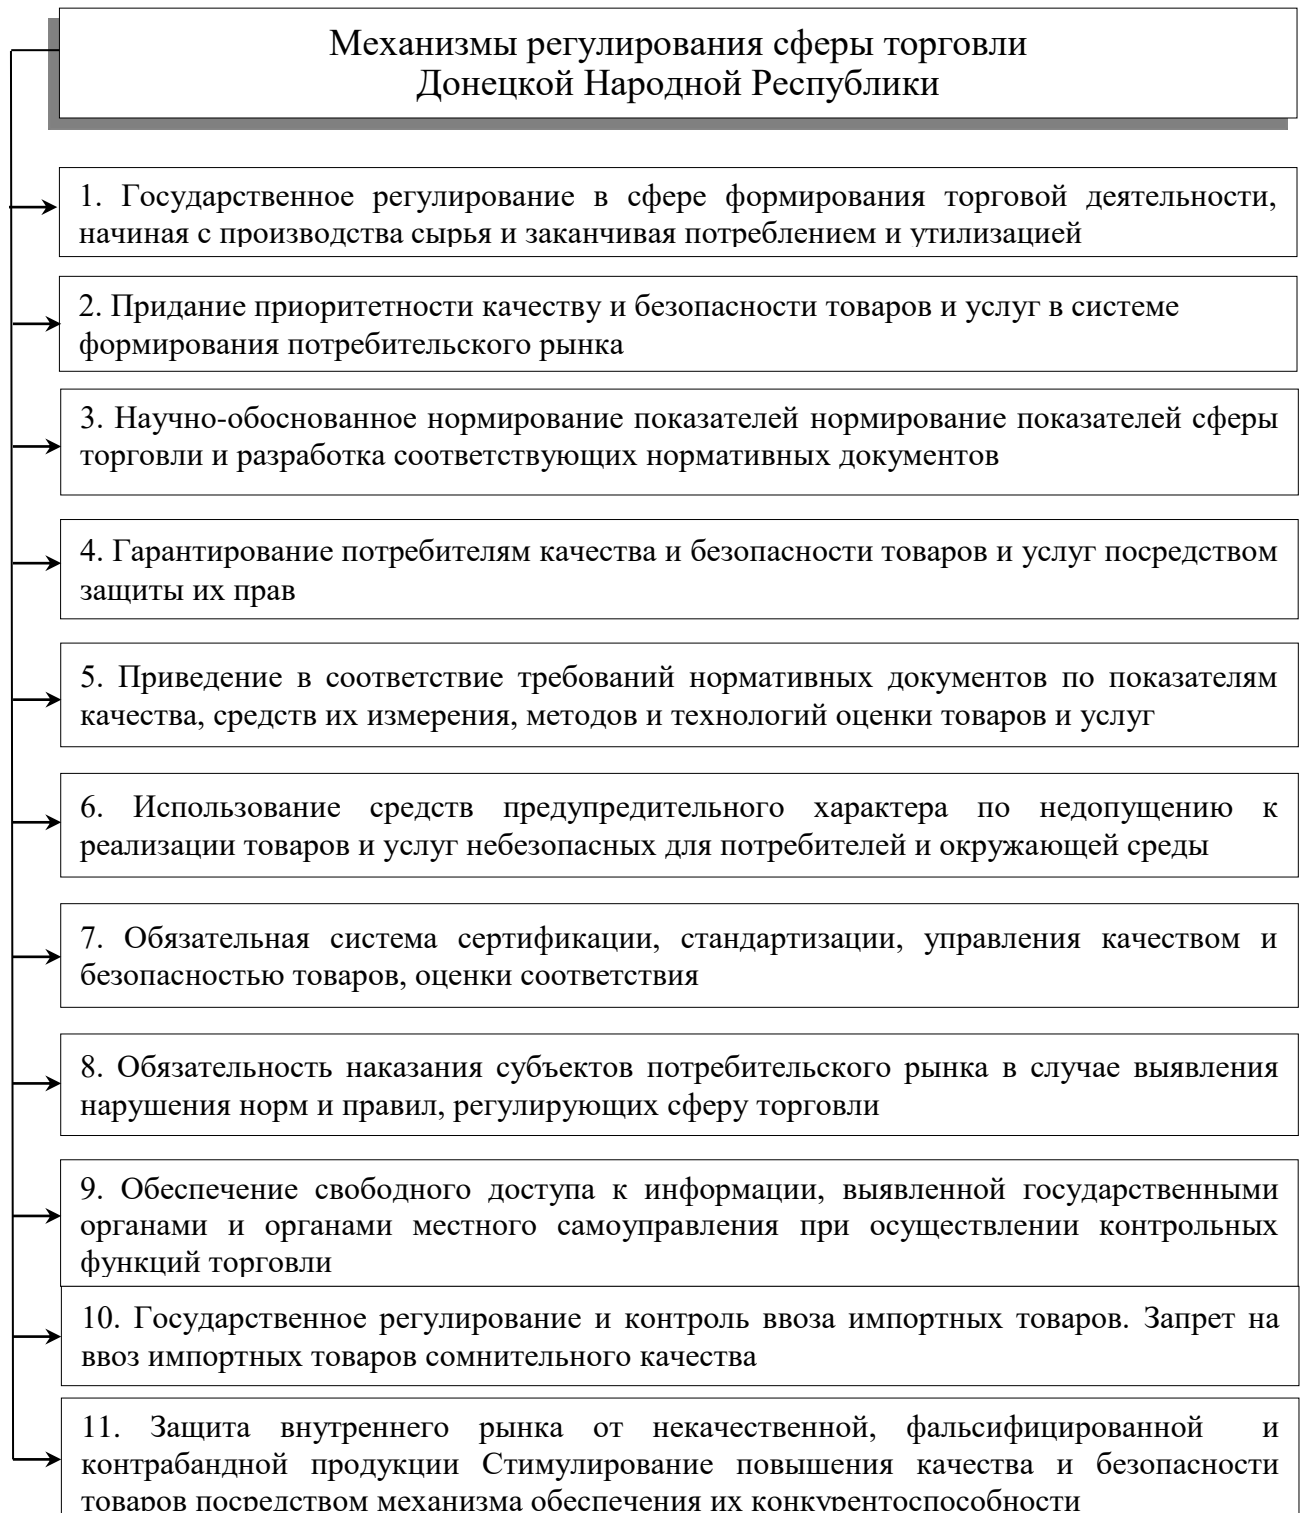 Механизмы регулирования сферы торговли
Донецкой Народной Республики
1. Государственное регулирование в сфере формирования торговой деятельности,
начиная с производства сырья и заканчивая потреблением и утилизацией
2. Придание приоритетности качеству и безопасности товаров и услуг в системе
формирования потребительского рынка
3. Научно-обоснованное нормирование показателей нормирование показателей сферы
торговли и разработка соответствующих нормативных документов
4. Гарантирование потребителям качества и безопасности товаров и услуг посредством
защиты их прав
5. Приведение в соответствие требований нормативных документов по показателям
качества, средств их измерения, методов и технологий оценки товаров и услуг
6. Использование средств предупредительного характера по недопущению к
реализации товаров и услуг небезопасных для потребителей и окружающей среды
7. Обязательная система сертификации, стандартизации, управления качеством и
безопасностью товаров, оценки соответствия
8. Обязательность наказания субъектов потребительского рынка в случае выявления
нарушения норм и правил, регулирующих сферу торговли
9. Обеспечение свободного доступа к информации, выявленной государственными
органами и органами местного самоуправления при осуществлении контрольных
функций торговли
10. Государственное регулирование и контроль ввоза импортных товаров. Запрет на
ввоз импортных товаров сомнительного качества
11. Защита внутреннего рынка от некачественной, фальсифицированной и
контрабандной продукции Стимулирование повышения качества и безопасности
товаров посредством механизма обеспечения их конкурентоспособности